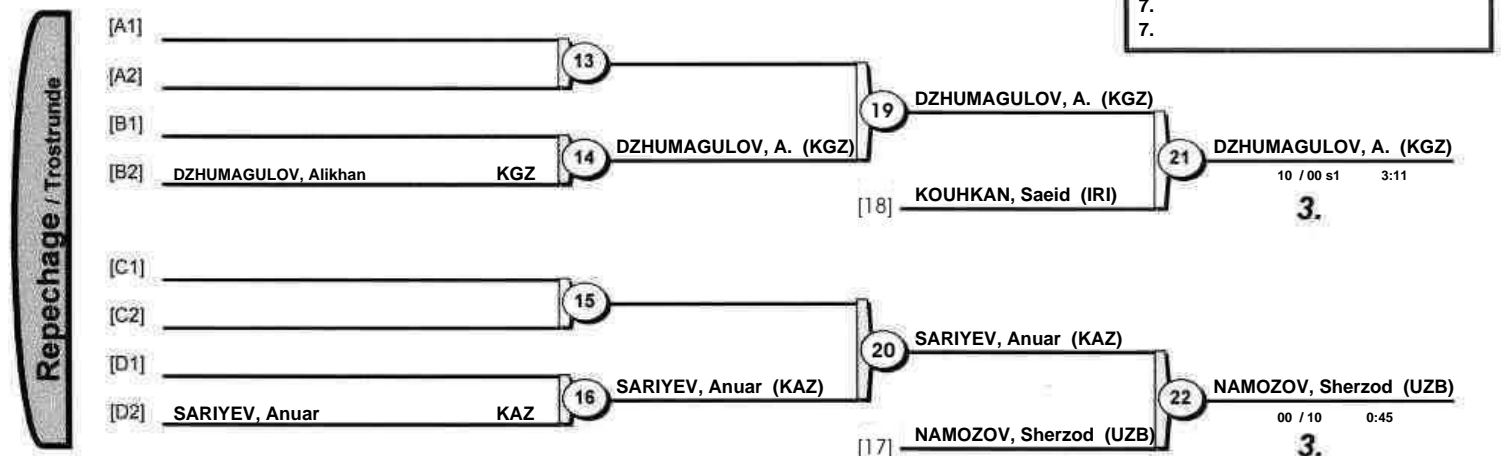 7.
7.
Repechage / Trostrunde
[A1]
13
[A2]
19
DZHUMAGULOV, A. (KGZ)
[B1]
14
DZHUMAGULOV, A. (KGZ)
21
DZHUMAGULOV, A. (KGZ)
[B2] DZHUMAGULOV, Alikhan KGZ
10 / 00 s1 3:11
[18] KOUHKAN, Saeid (IRI)
3.
[C1]
15
[C2]
20
SARIYEV, Anuar (KAZ)
[D1]
16
SARIYEV, Anuar (KAZ)
22
NAMOZOV, Sherzod (UZB)
[D2] SARIYEV, Anuar KAZ
00 / 10 0:45
[17] NAMOZOV, Sherzod (UZB)
3.